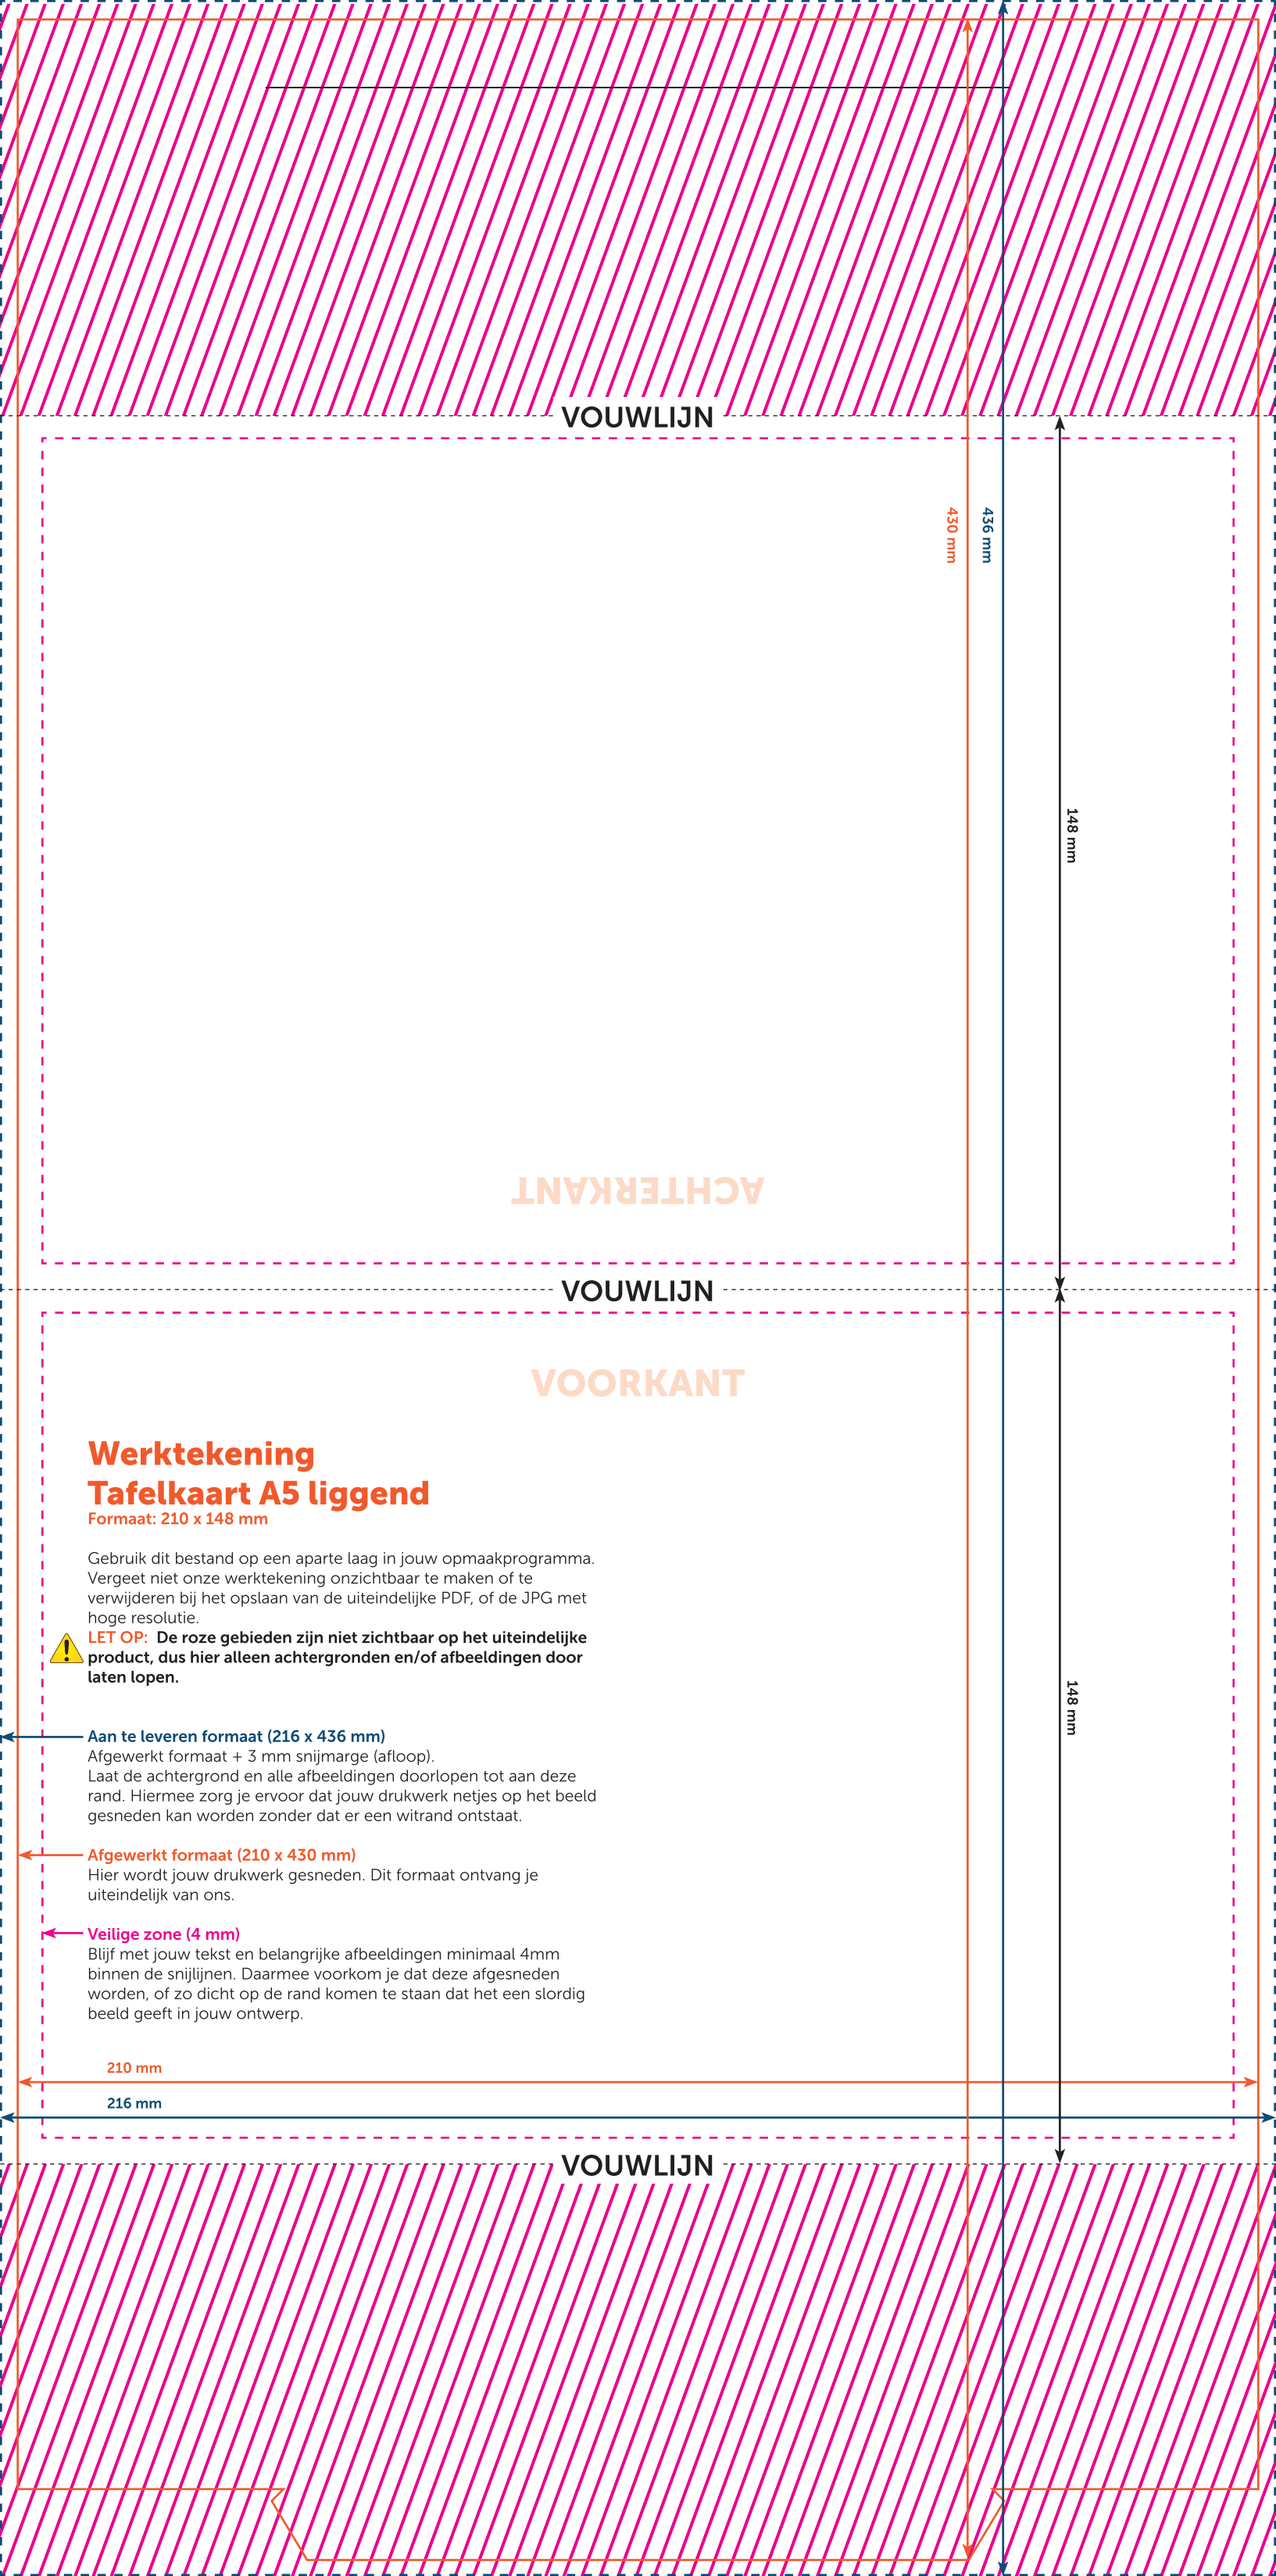 VOUWLIJN
430 mm
436 mm
148 mm
ACHTERKANT
VOUWLIJN
VOORKANT
Werktekening
Tafelkaart A5 liggend
Formaat: 210 x 148 mm
Gebruik dit bestand op een aparte laag in jouw opmaakprogramma.
Vergeet niet onze werktekening onzichtbaar te maken of te
verwijderen bij het opslaan van de uiteindelijke PDF, of de JPG met
hoge resolutie.
LET OP: De roze gebieden zijn niet zichtbaar op het uiteindelijke
product, dus hier alleen achtergronden en/of afbeeldingen door
laten lopen.
148 mm
Aan te leveren formaat (216 x 436 mm)
Afgewerkt formaat + 3 mm snijmarge (afloop).
Laat de achtergrond en alle afbeeldingen doorlopen tot aan deze
rand. Hiermee zorg je ervoor dat jouw drukwerk netjes op het beeld
gesneden kan worden zonder dat er een witrand ontstaat.
Afgewerkt formaat (210 x 430 mm)
Hier wordt jouw drukwerk gesneden. Dit formaat ontvang je
uiteindelijk van ons.
Veilige zone (4 mm)
Blijf met jouw tekst en belangrijke afbeeldingen minimaal 4mm
binnen de snijlijnen. Daarmee voorkom je dat deze afgesneden
worden, of zo dicht op de rand komen te staan dat het een slordig
beeld geeft in jouw ontwerp.
210 mm
216 mm
VOUWLIJN